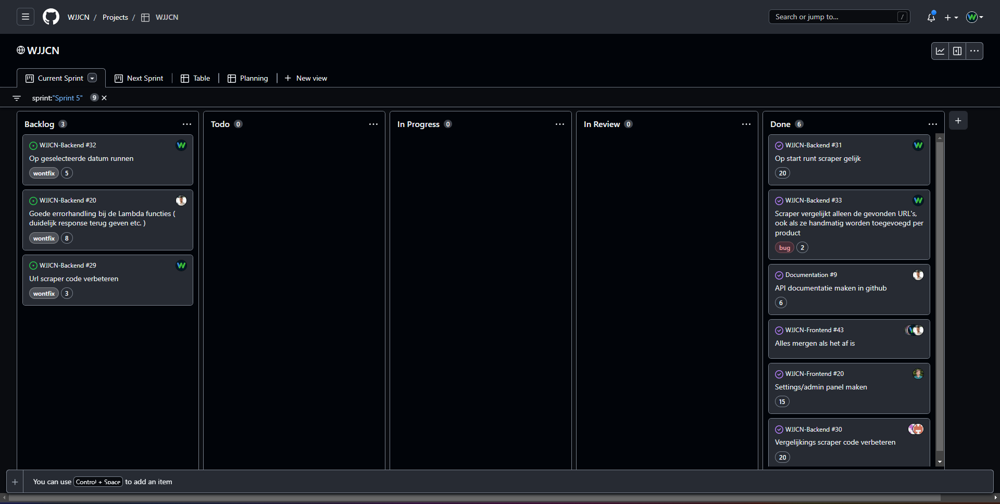 WJJCN / Projects / WJJCN
Search or jump to... /
WJJCN
Current Sprint
Next Sprint
Table
Planning
New view
sprint:"Sprint 5" 9
Backlog 3
WJJCN-Backend #32
Op geselecteerde datum runnen
wontfix 5
WJJCN-Backend #20
Goede errorhandling bij de Lambda functies (
duidelijk response terug geven etc. )
wontfix 8
WJJCN-Backend #29
Url scraper code verbeteren
wontfix 3
Todo 0
In Progress 0
In Review 0
Done 6
WJJCN-Backend #31
Op start runt scraper gelijk
20
WJJCN-Backend #33
Scraper vergelijkt alleen de gevonden URL's,
ook als ze handmatig worden toegevoegd per
product
bug 2
Documentation #9
API documentatie maken in github
6
WJJCN-Frontend #43
Alles mergen als het af is
WJJCN-Frontend #20
Settings/admin panel maken
15
WJJCN-Backend #30
Vergelijkings scraper code verbeteren
20
You can use Control + Space to add an item